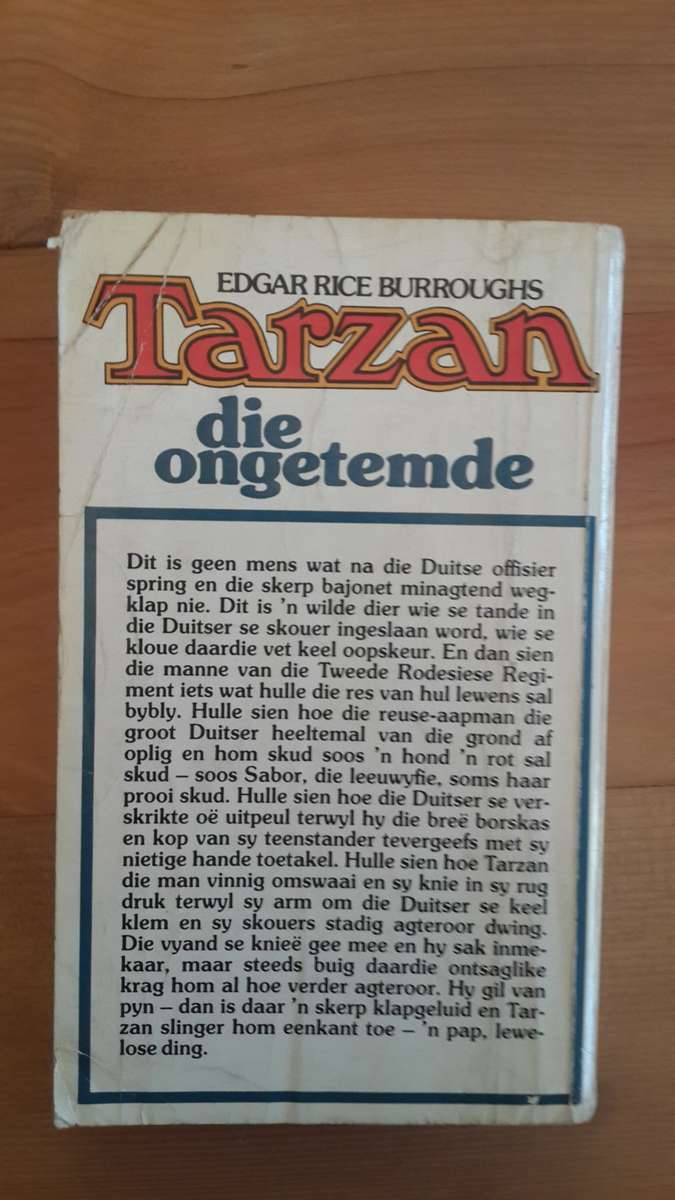 EDGAR RICE BURROUGHS
Tarzan
die
ongetemde
Dit is geen mens wat na die Duitse offisier
spring en die skerp bajonet minagtend weg-
klap nie. Dit is 'n wilde dier wie se tande in
die Duitser se skouer ingeslaan word, wie se
kloue daardie vet keel oopskeur. En dan sien
die manne van die Tweede Rodesiese Regi-
ment iets wat hulle die res van hul lewens sal
bybly. Hulle sien hoe die reuse-aapman die
groot Duitser heeltemal van die grond af
oplig en hom skud soos 'n hond 'n rot sal
skud – soos Sabor, die leeuwyfie, soms haar
prooi skud. Hulle sien hoe die Duitser se ver-
skrikte oë uitpeul terwyl hy die breë borskas
en kop van sy teenstander tevergeefs met sy
nietige hande toetakel. Hulle sien hoe Tarzan
die man vinnig omswaai en sy knie in sy rug
druk terwyl sy arm om die Duitser se keel
klem en sy skouers stadig agteroor dwing.
Die vyand se knieë gee mee en hy sak inme-
kaar, maar steeds buig daardie ontsaglike
krag hom al hoe verder agteroor. Hy gil van
pyn – dan is daar 'n skerp klapgeluid en Tar-
zan slinger hom eenkant toe – 'n pap, lewe-
lose ding.